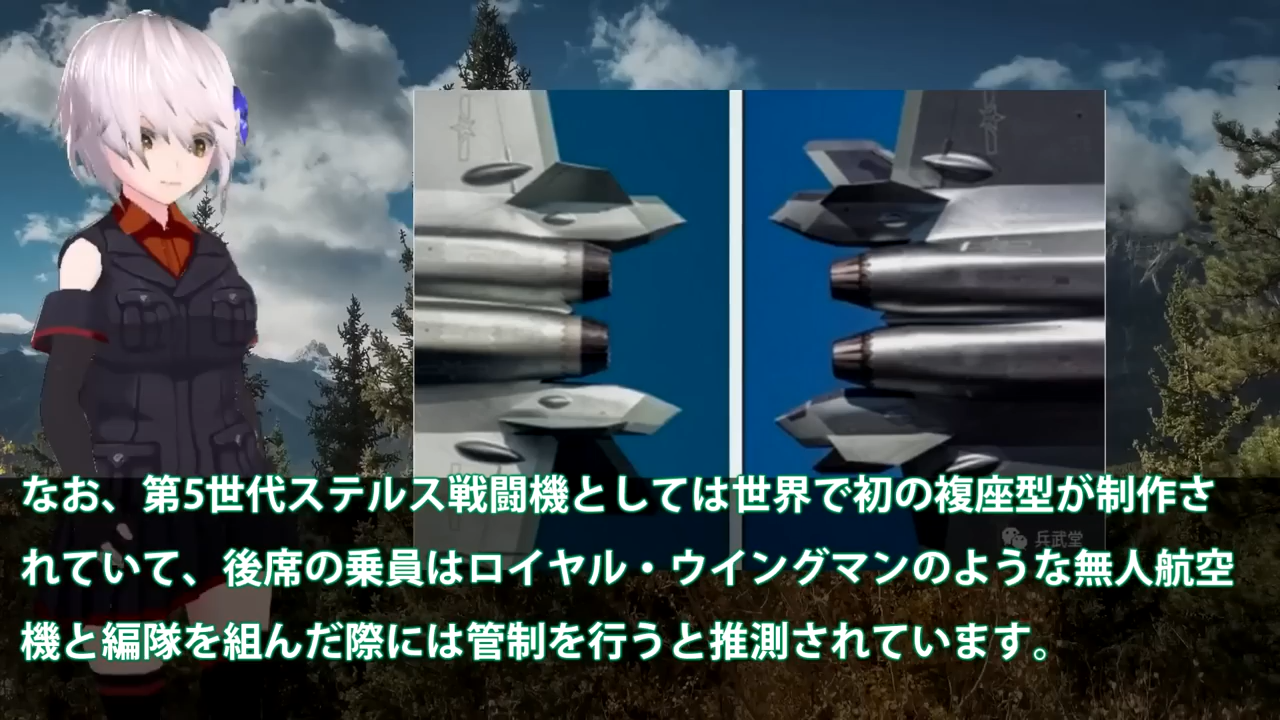 兵武堂
なお、第5世代ステルス戦闘機としては世界で初の複座型が制作さ
れていて、後席の乗員はロイヤル・ウイングマンのような無人航空
機と編隊を組んだ際には管制を行うと推測されています。